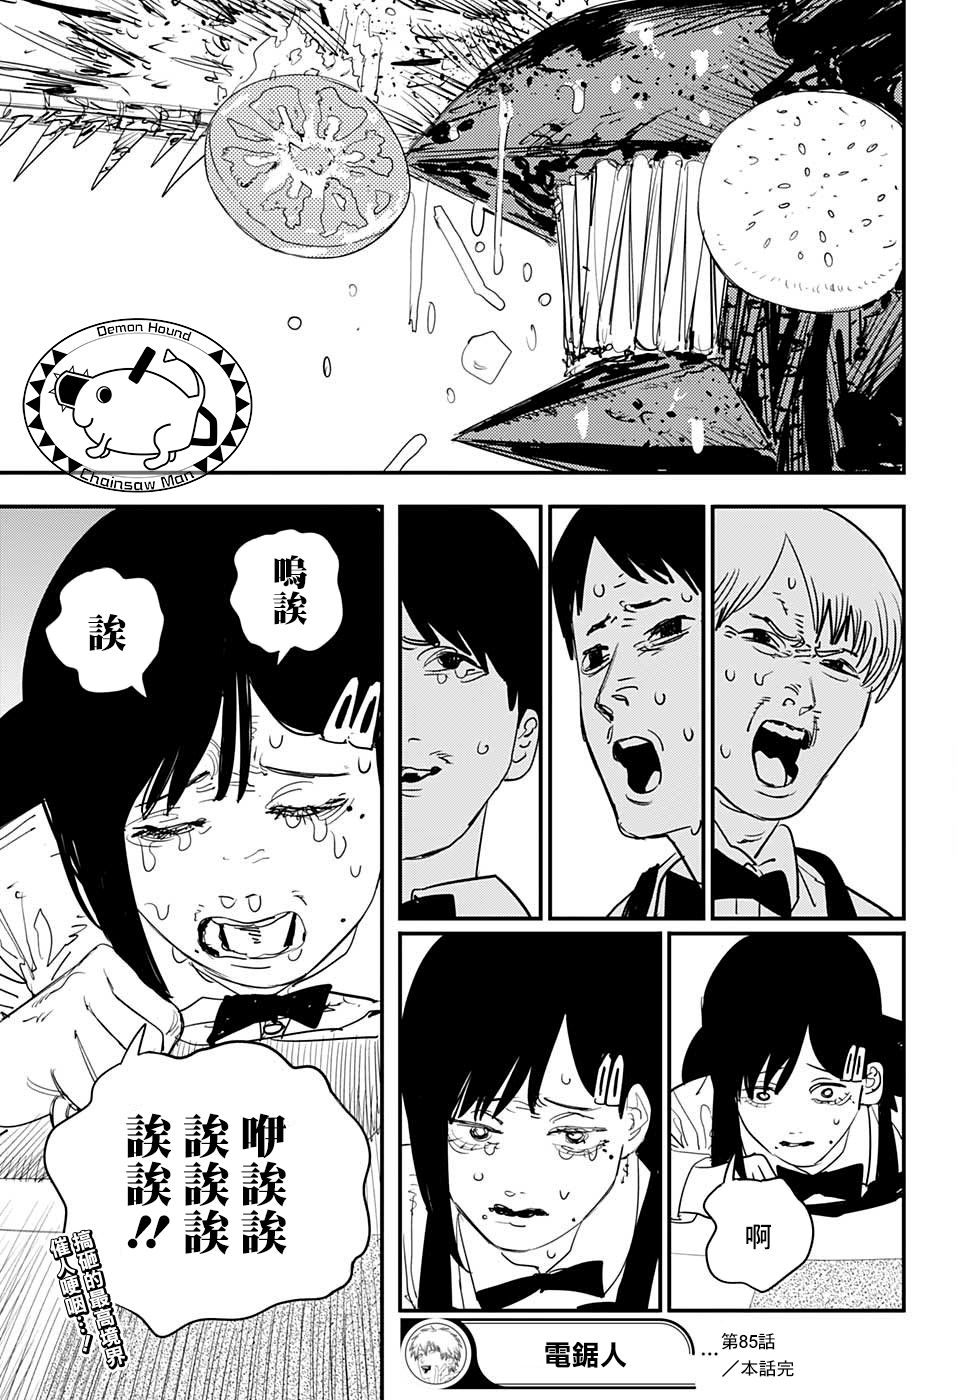 Demon Hound
Chainsaw Man
啊
嗚
誒
誒
咿誒誒
誒誒誒
誒誒!!
搞砸的最高境界
催人哽咽…!
電鋸人
…第85話
／本話完